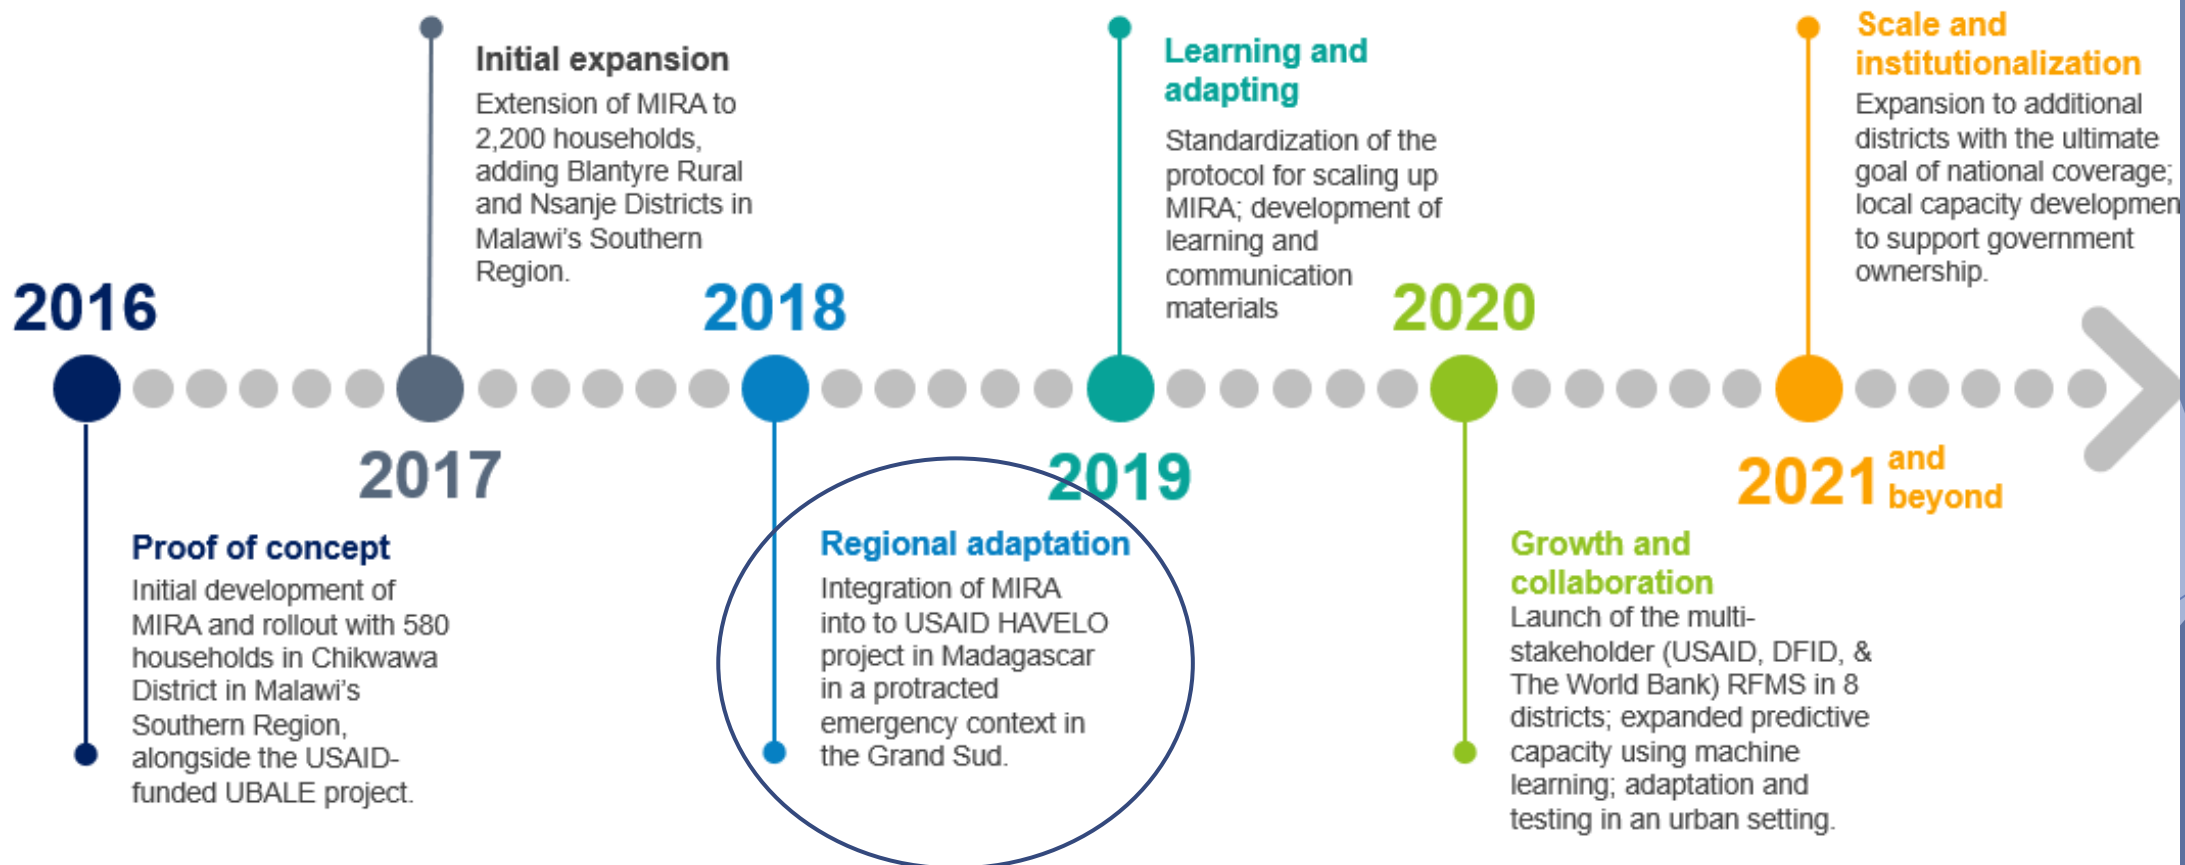 2016
Proof of concept
Initial development of
MIRA and rollout with 580
households in Chikwawa
District in Malawi's
Southern Region,
alongside the USAID-
funded UBALE project.
2017
Initial expansion
Extension of MIRA to
2,200 households,
adding Blantyre Rural
and Nsanje Districts in
Malawi's Southern
Region.
2018
Regional adaptation
Integration of MIRA
into to USAID HAVELO
project in Madagascar
in a protracted
emergency context in
the Grand Sud.
2019
Learning and
adapting
Standardization of the
protocol for scaling up
MIRA; development of
learning and
communication
materials
2020
Growth and
collaboration
Launch of the multi-
stakeholder (USAID, DFID, &
The World Bank) RFMS in 8
districts; expanded predictive
capacity using machine
learning; adaptation and
testing in an urban setting.
2021 and
beyond
Scale and
institutionalization
Expansion to additional
districts with the ultimate
goal of national coverage;
local capacity developmen
to support government
ownership.